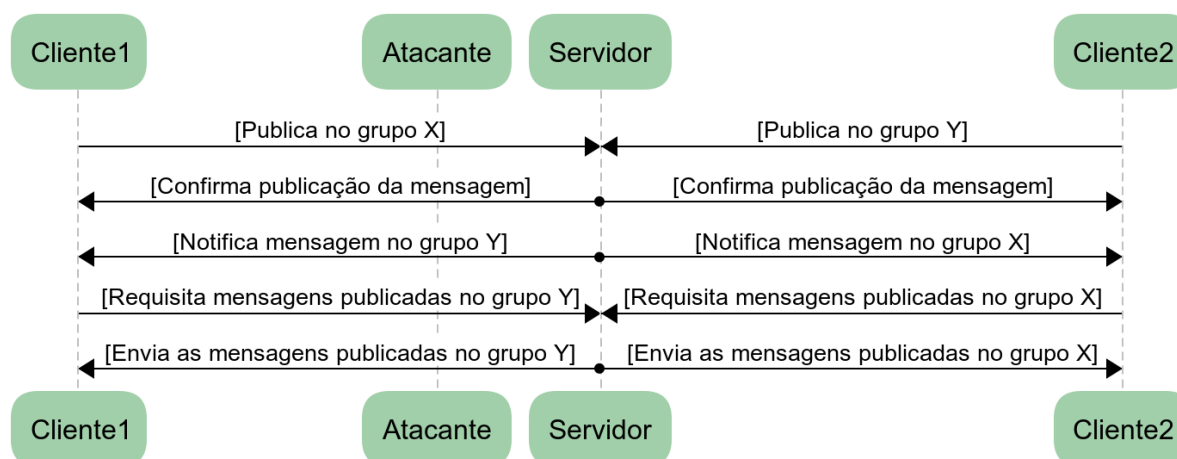 Cliente1
Atacante
Servidor
Cliente2
[Publica no grupo X]
[Publica no grupo Y]
[Confirma publicação da mensagem]
[Confirma publicação da mensagem]
[Notifica mensagem no grupo Y]
[Notifica mensagem no grupo X]
[Requisita mensagens publicadas no grupo Y]
[Requisita mensagens publicadas no grupo X]
[Envia as mensagens publicadas no grupo Y]
[Envia as mensagens publicadas no grupo X]
Cliente1
Atacante
Servidor
Cliente2